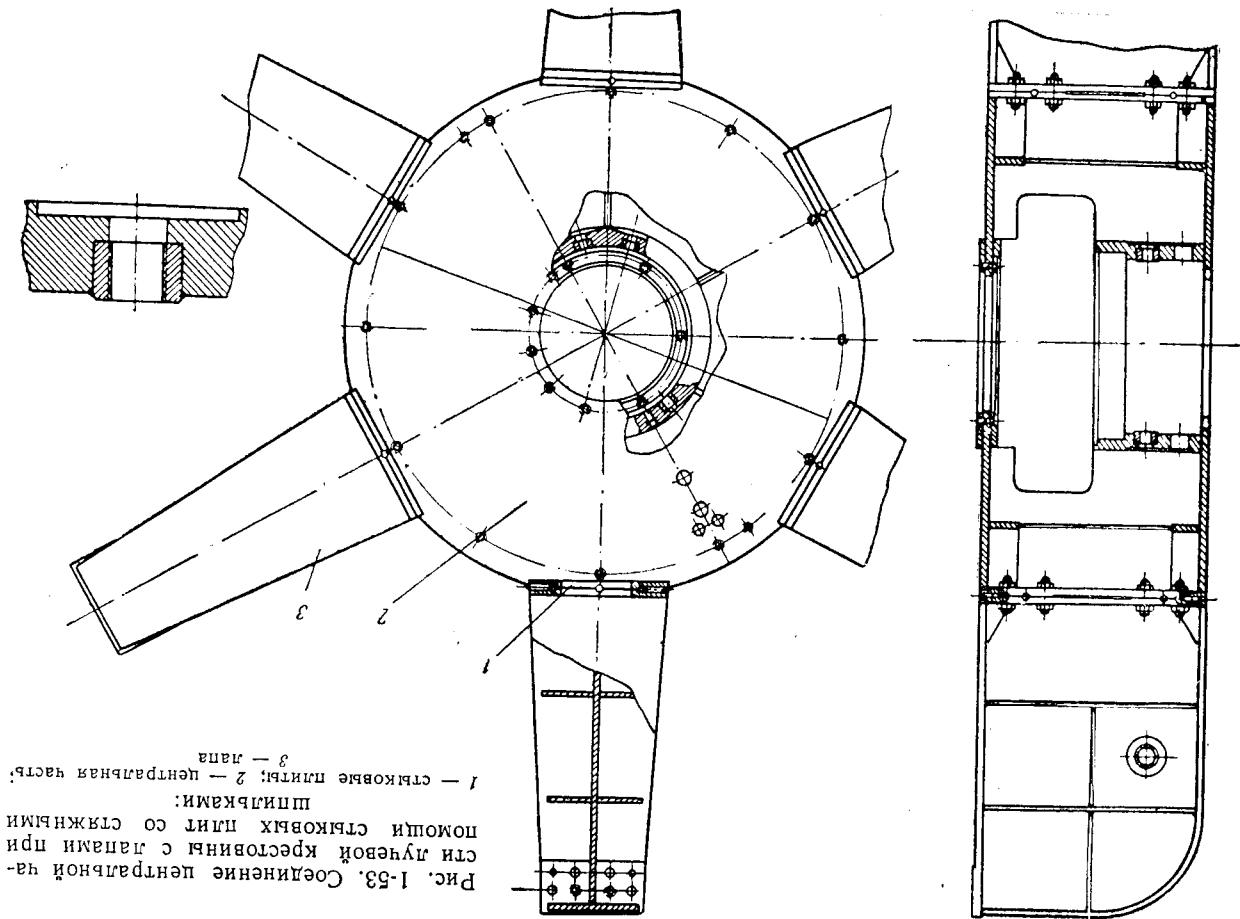 Рис. 1-53. Соединение центральной ча-
сти лучевой крестовины с лапами при
помощи стыковых плит со стяжными
шпильками:
1 — стыковые плиты; 2 — центральная часть;
3 — лапа
1
2
3